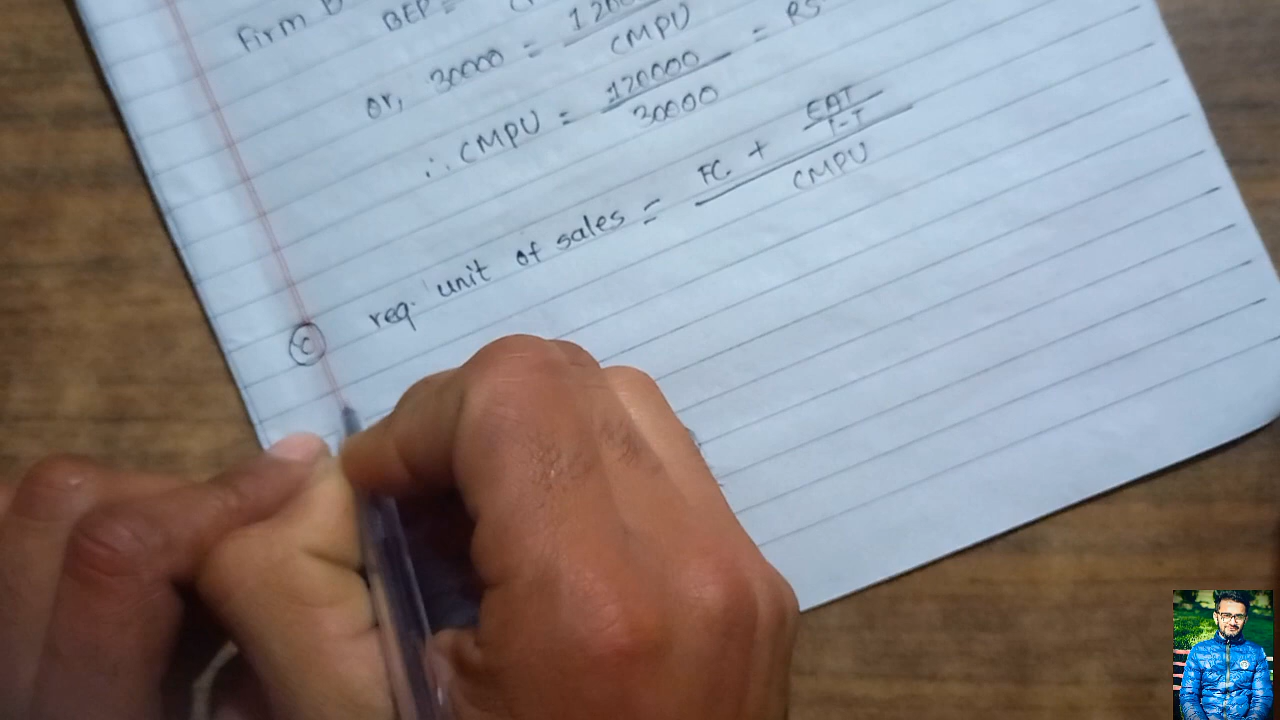 Firm B BEP =
or, 30000 = 1200 / CMPU
∴ CMPU = 120000 / 30000 = RS.
req. unit of sales = FC + EAT / 1-T / CMPU
C